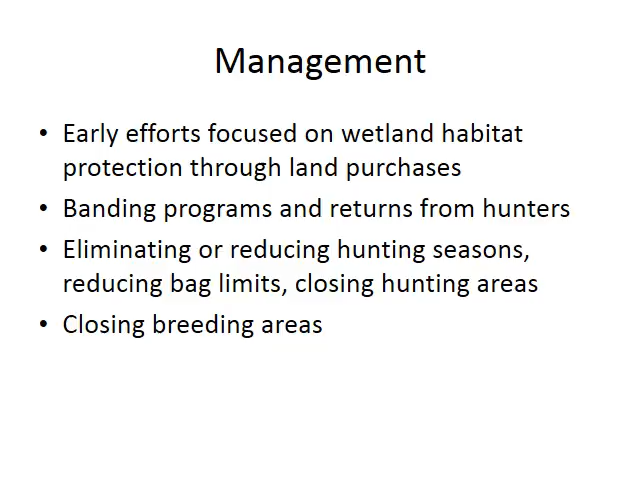 Management
• Early efforts focused on wetland habitat
protection through land purchases
• Banding programs and returns from hunters
• Eliminating or reducing hunting seasons,
reducing bag limits, closing hunting areas
• Closing breeding areas